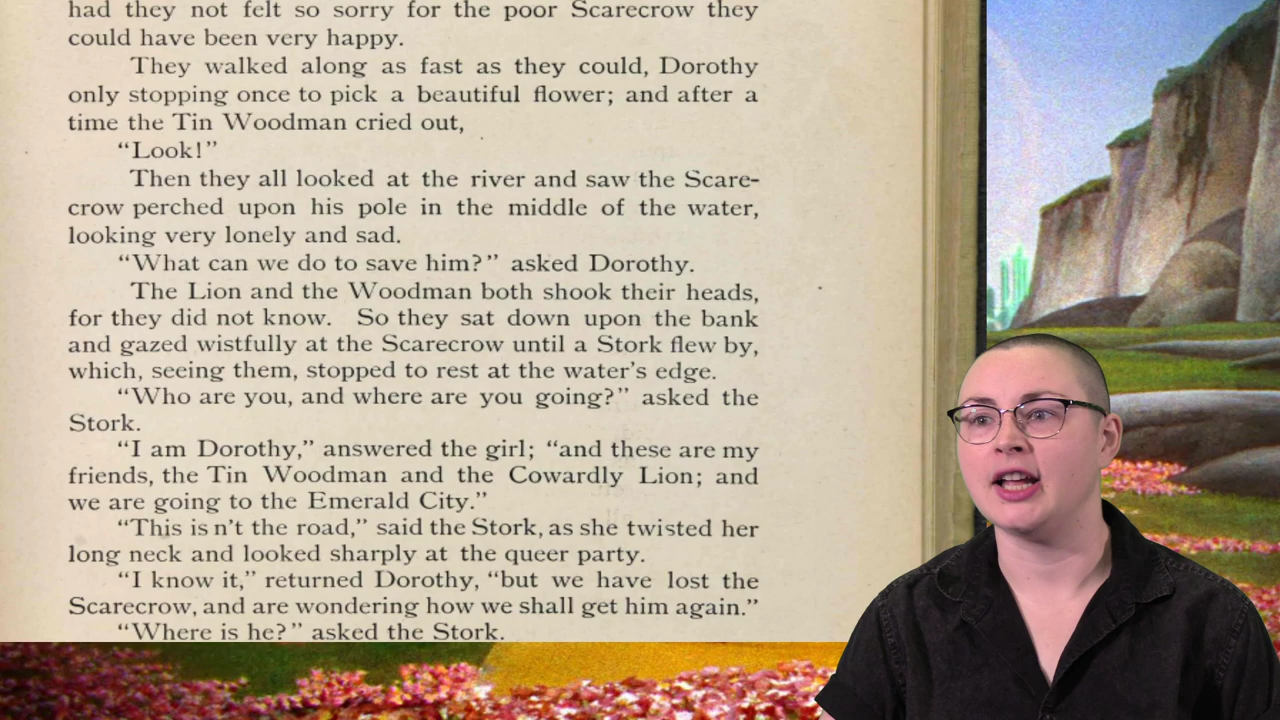 had they not felt so sorry for the poor Scarecrow they
could have been very happy.
They walked along as fast as they could, Dorothy
only stopping once to pick a beautiful flower; and after a
time the Tin Woodman cried out,
“Look!”
Then they all looked at the river and saw the Scare-
crow perched upon his pole in the middle of the water,
looking very lonely and sad.
“What can we do to save him?” asked Dorothy.
The Lion and the Woodman both shook their heads,
for they did not know. So they sat down upon the bank
and gazed wistfully at the Scarecrow until a Stork flew by,
which, seeing them, stopped to rest at the water’s edge.
“Who are you, and where are you going?” asked the
Stork.
“I am Dorothy,” answered the girl; “and these are my
friends, the Tin Woodman and the Cowardly Lion; and
we are going to the Emerald City.”
“This is n’t the road,” said the Stork, as she twisted her
long neck and looked sharply at the queer party.
“I know it,” returned Dorothy, “but we have lost the
Scarecrow, and are wondering how we shall get him again.”
“Where is he?” asked the Stork.